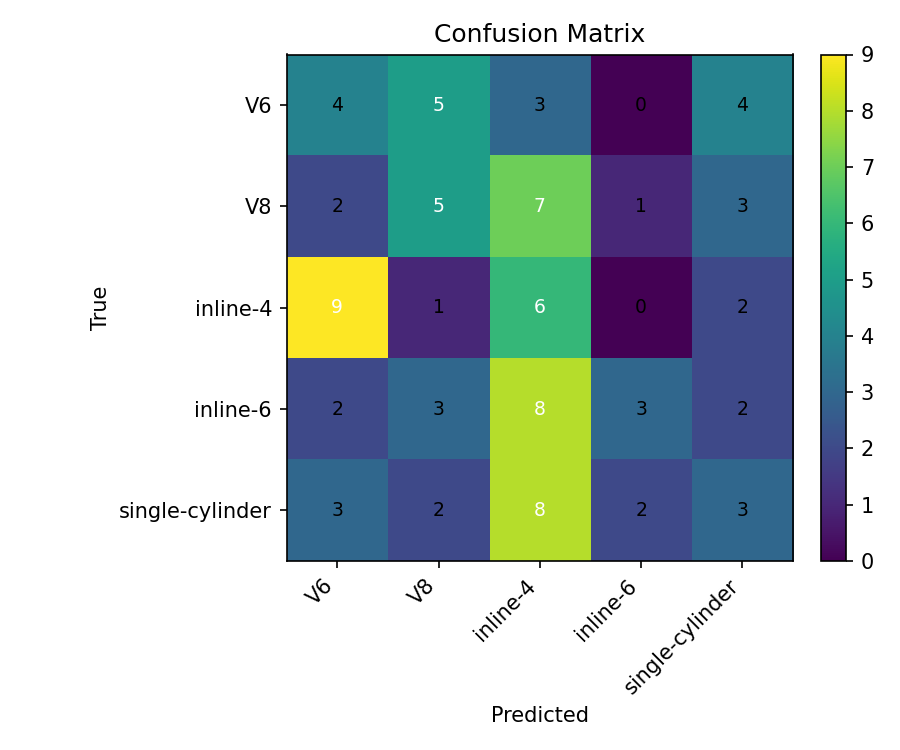 Confusion Matrix
V6 4 5 3 0 4
V8 2 5 7 1 3
inline-4 9 1 6 0 2
inline-6 2 3 8 3 2
single-cylinder 3 2 8 2 3
True
V6 V8 inline-4 inline-6 single-cylinder
Predicted
9
8
7
6
5
4
3
2
1
0